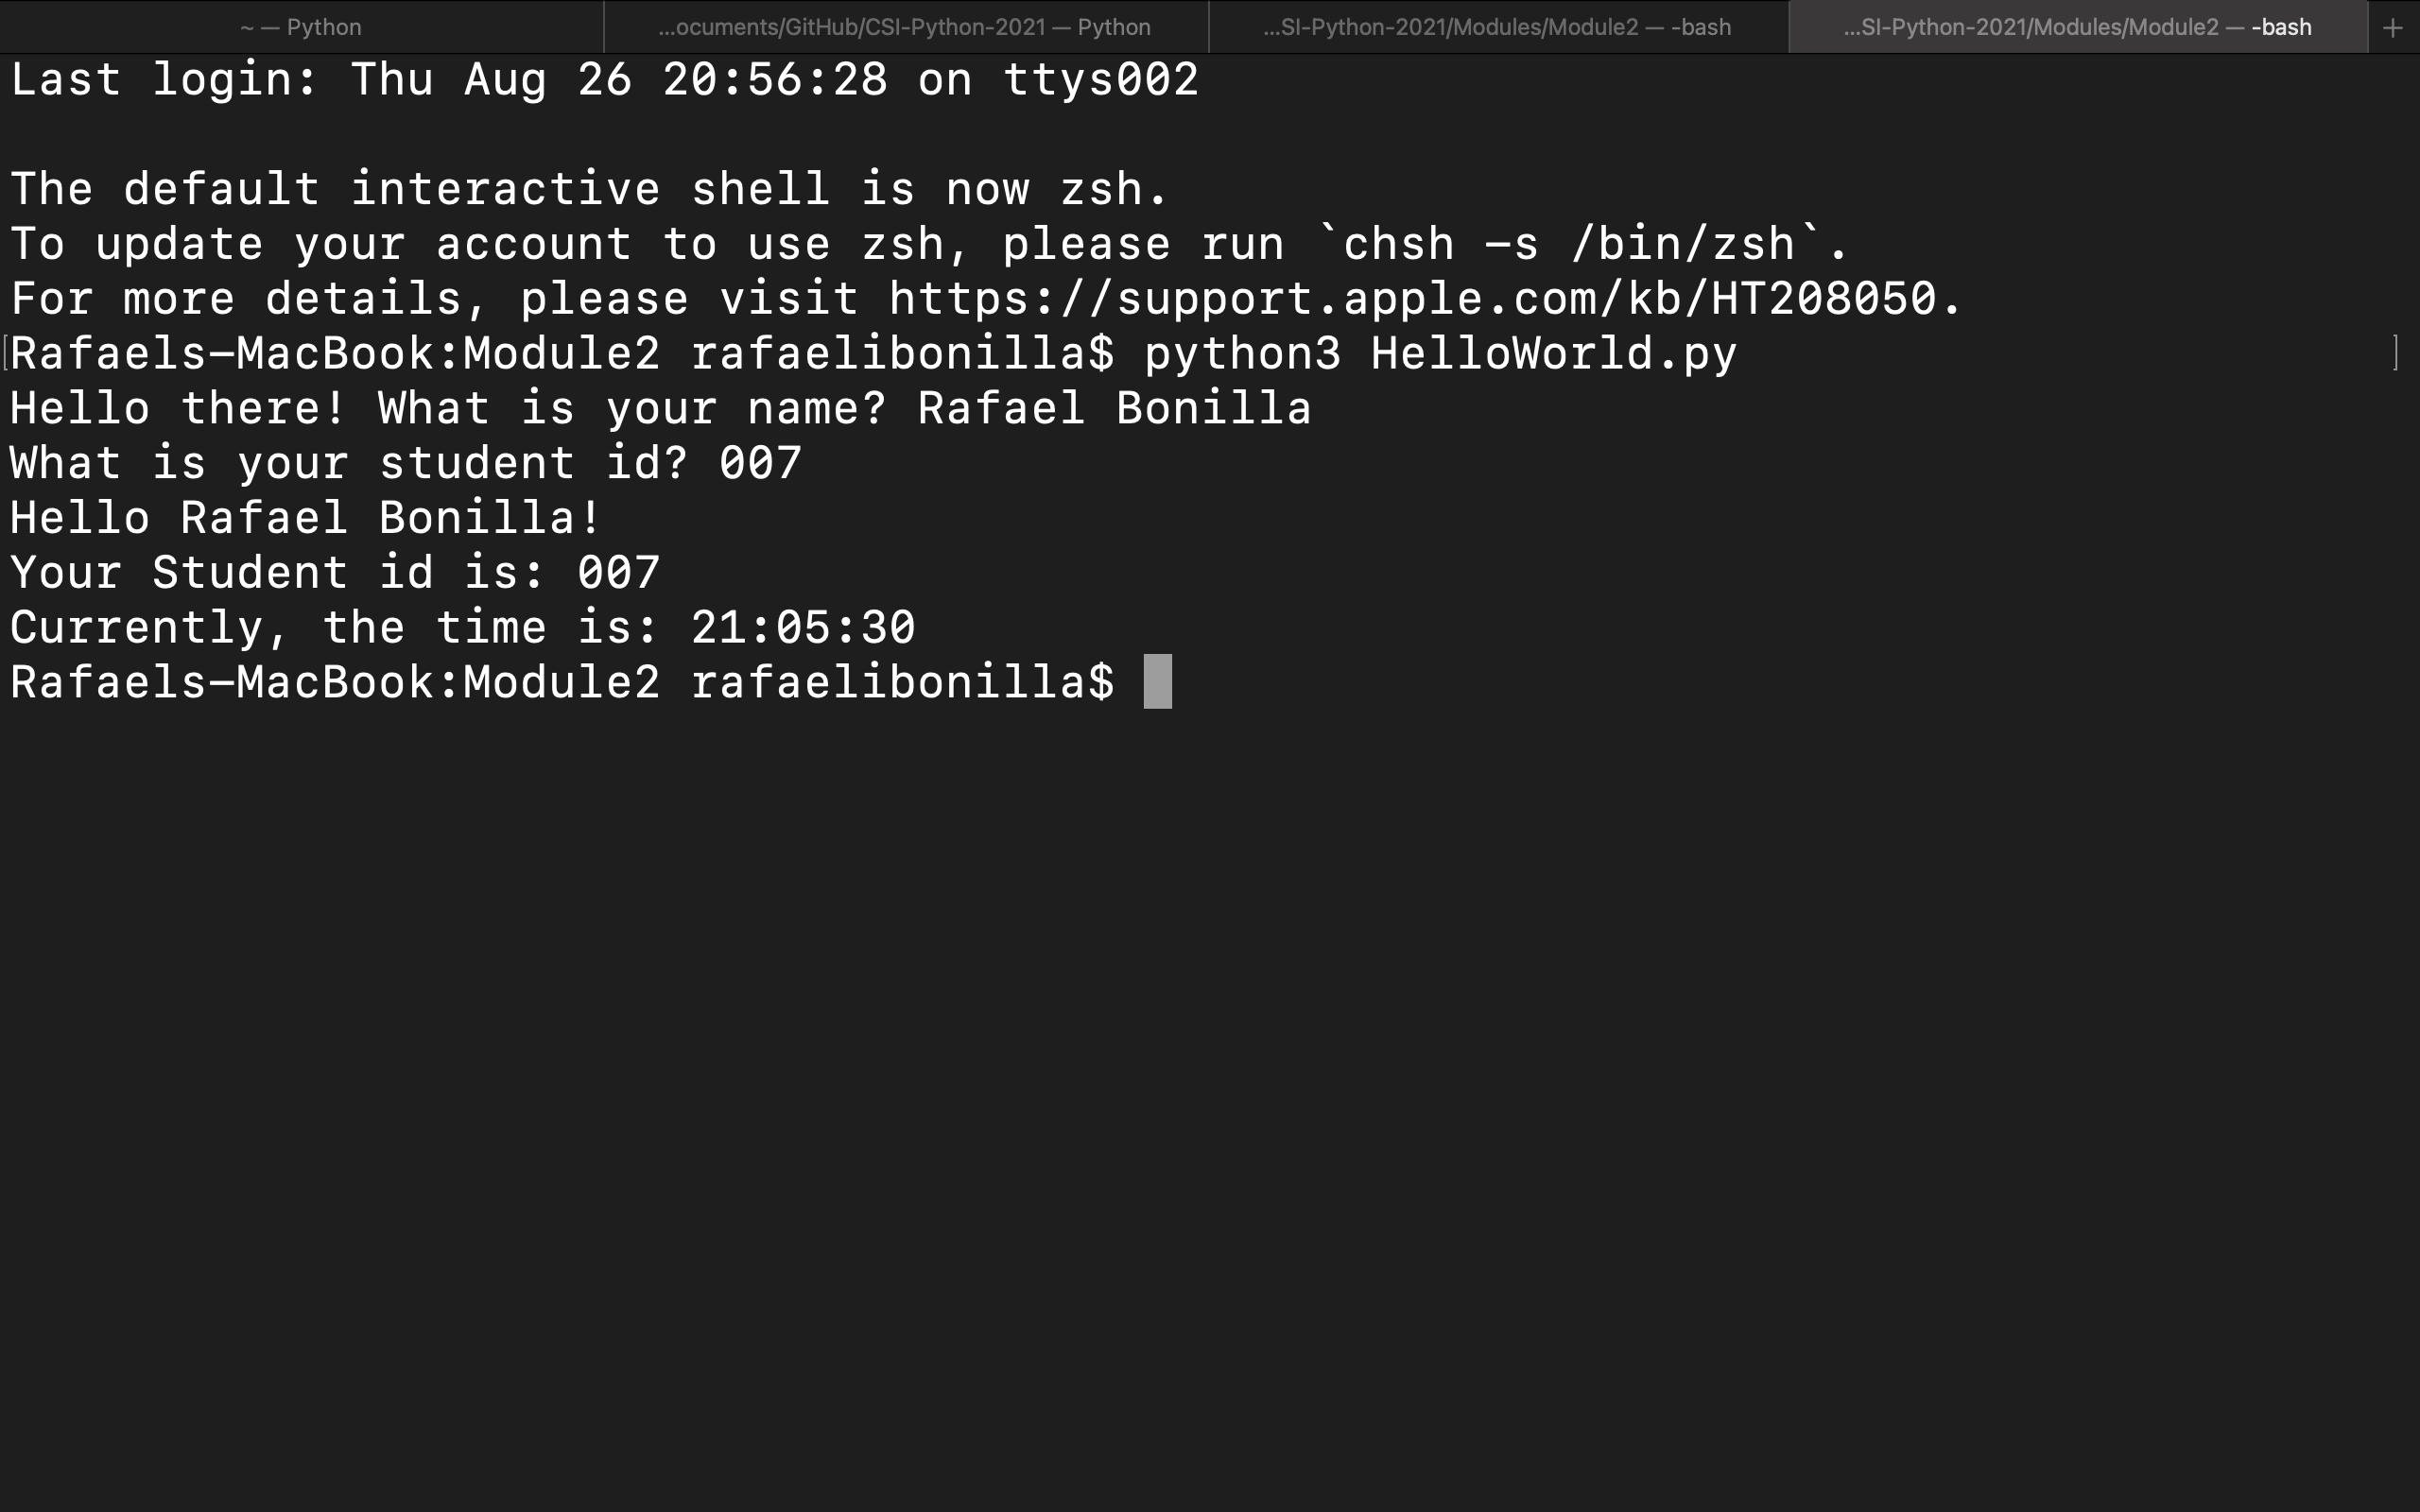 ~ — Python
...ocuments/GitHub/CSI-Python-2021 — Python
...SI-Python-2021/Modules/Module2 — -bash
...SI-Python-2021/Modules/Module2 — -bash
+
Last login: Thu Aug 26 20:56:28 on ttys002
The default interactive shell is now zsh.
To update your account to use zsh, please run `chsh -s /bin/zsh`.
For more details, please visit https://support.apple.com/kb/HT208050.
[Rafaels-MacBook:Module2 rafaelibonilla$ python3 HelloWorld.py ]
Hello there! What is your name? Rafael Bonilla
What is your student id? 007
Hello Rafael Bonilla!
Your Student id is: 007
Currently, the time is: 21:05:30
Rafaels-MacBook:Module2 rafaelibonilla$